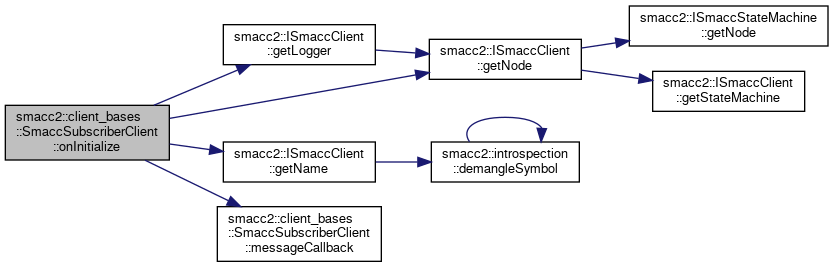 smacc2::client_bases
::SmaccSubscriberClient
::onInitialize
smacc2::ISmaccClient
::getLogger
smacc2::ISmaccClient
::getNode
smacc2::ISmaccStateMachine
::getNode
smacc2::ISmaccClient
::getStateMachine
smacc2::ISmaccClient
::getName
smacc2::introspection
::demangleSymbol
smacc2::client_bases
::SmaccSubscriberClient
::messageCallback